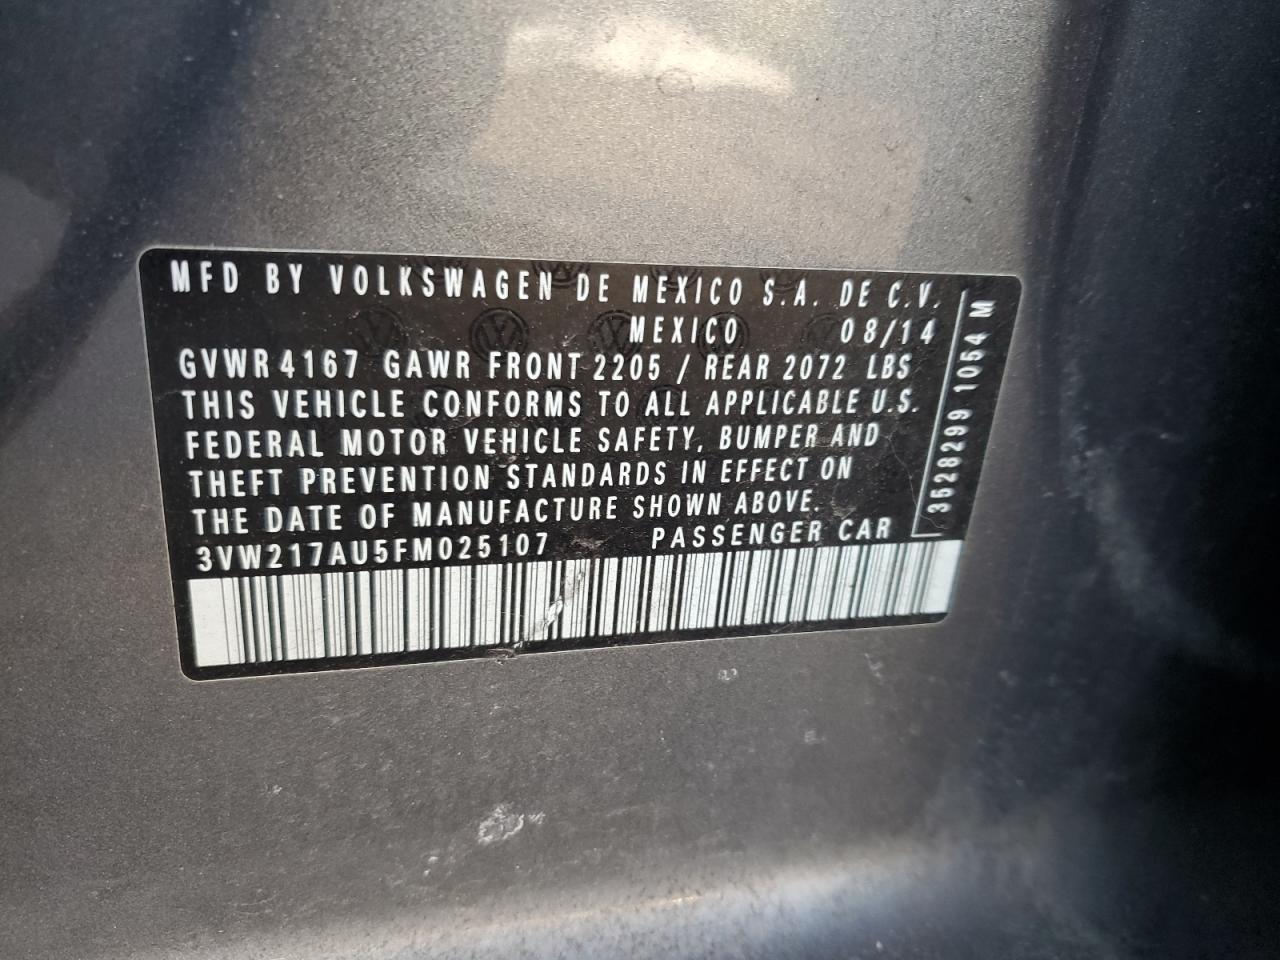 MFD BY VOLKSWAGEN DE MEXICO S.A. DE C.V.
MEXICO 08/14
GVWR 4167 GAWR FRONT 2205 / REAR 2072 LBS
THIS VEHICLE CONFORMS TO ALL APPLICABLE U.S.
FEDERAL MOTOR VEHICLE SAFETY, BUMPER AND
THEFT PREVENTION STANDARDS IN EFFECT ON
THE DATE OF MANUFACTURE SHOWN ABOVE.
3VW217AU5FM025107 PASSENGER CAR
3528299 1054 M